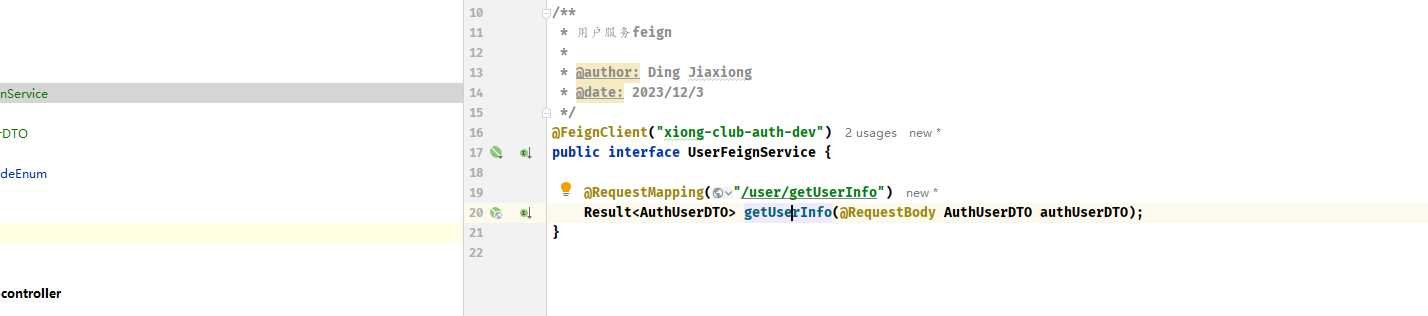 nService
rDTO
deEnum
controller
10 /**
11 * 用户服务feign
12 *
13 * @author: Ding Jiaxiong
14 * @date: 2023/12/3
15 */
16 @FeignClient("xiong-club-auth-dev") 2 usages new *
17 public interface UserFeignService {
18
19 @RequestMapping("/user/getUserInfo") new *
20 Result<AuthUserDTO> getUserInfo(@RequestBody AuthUserDTO authUserDTO);
21 }
22